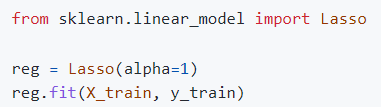 from sklearn.linear_model import Lasso
reg = Lasso(alpha=1)
reg.fit(X_train, y_train)